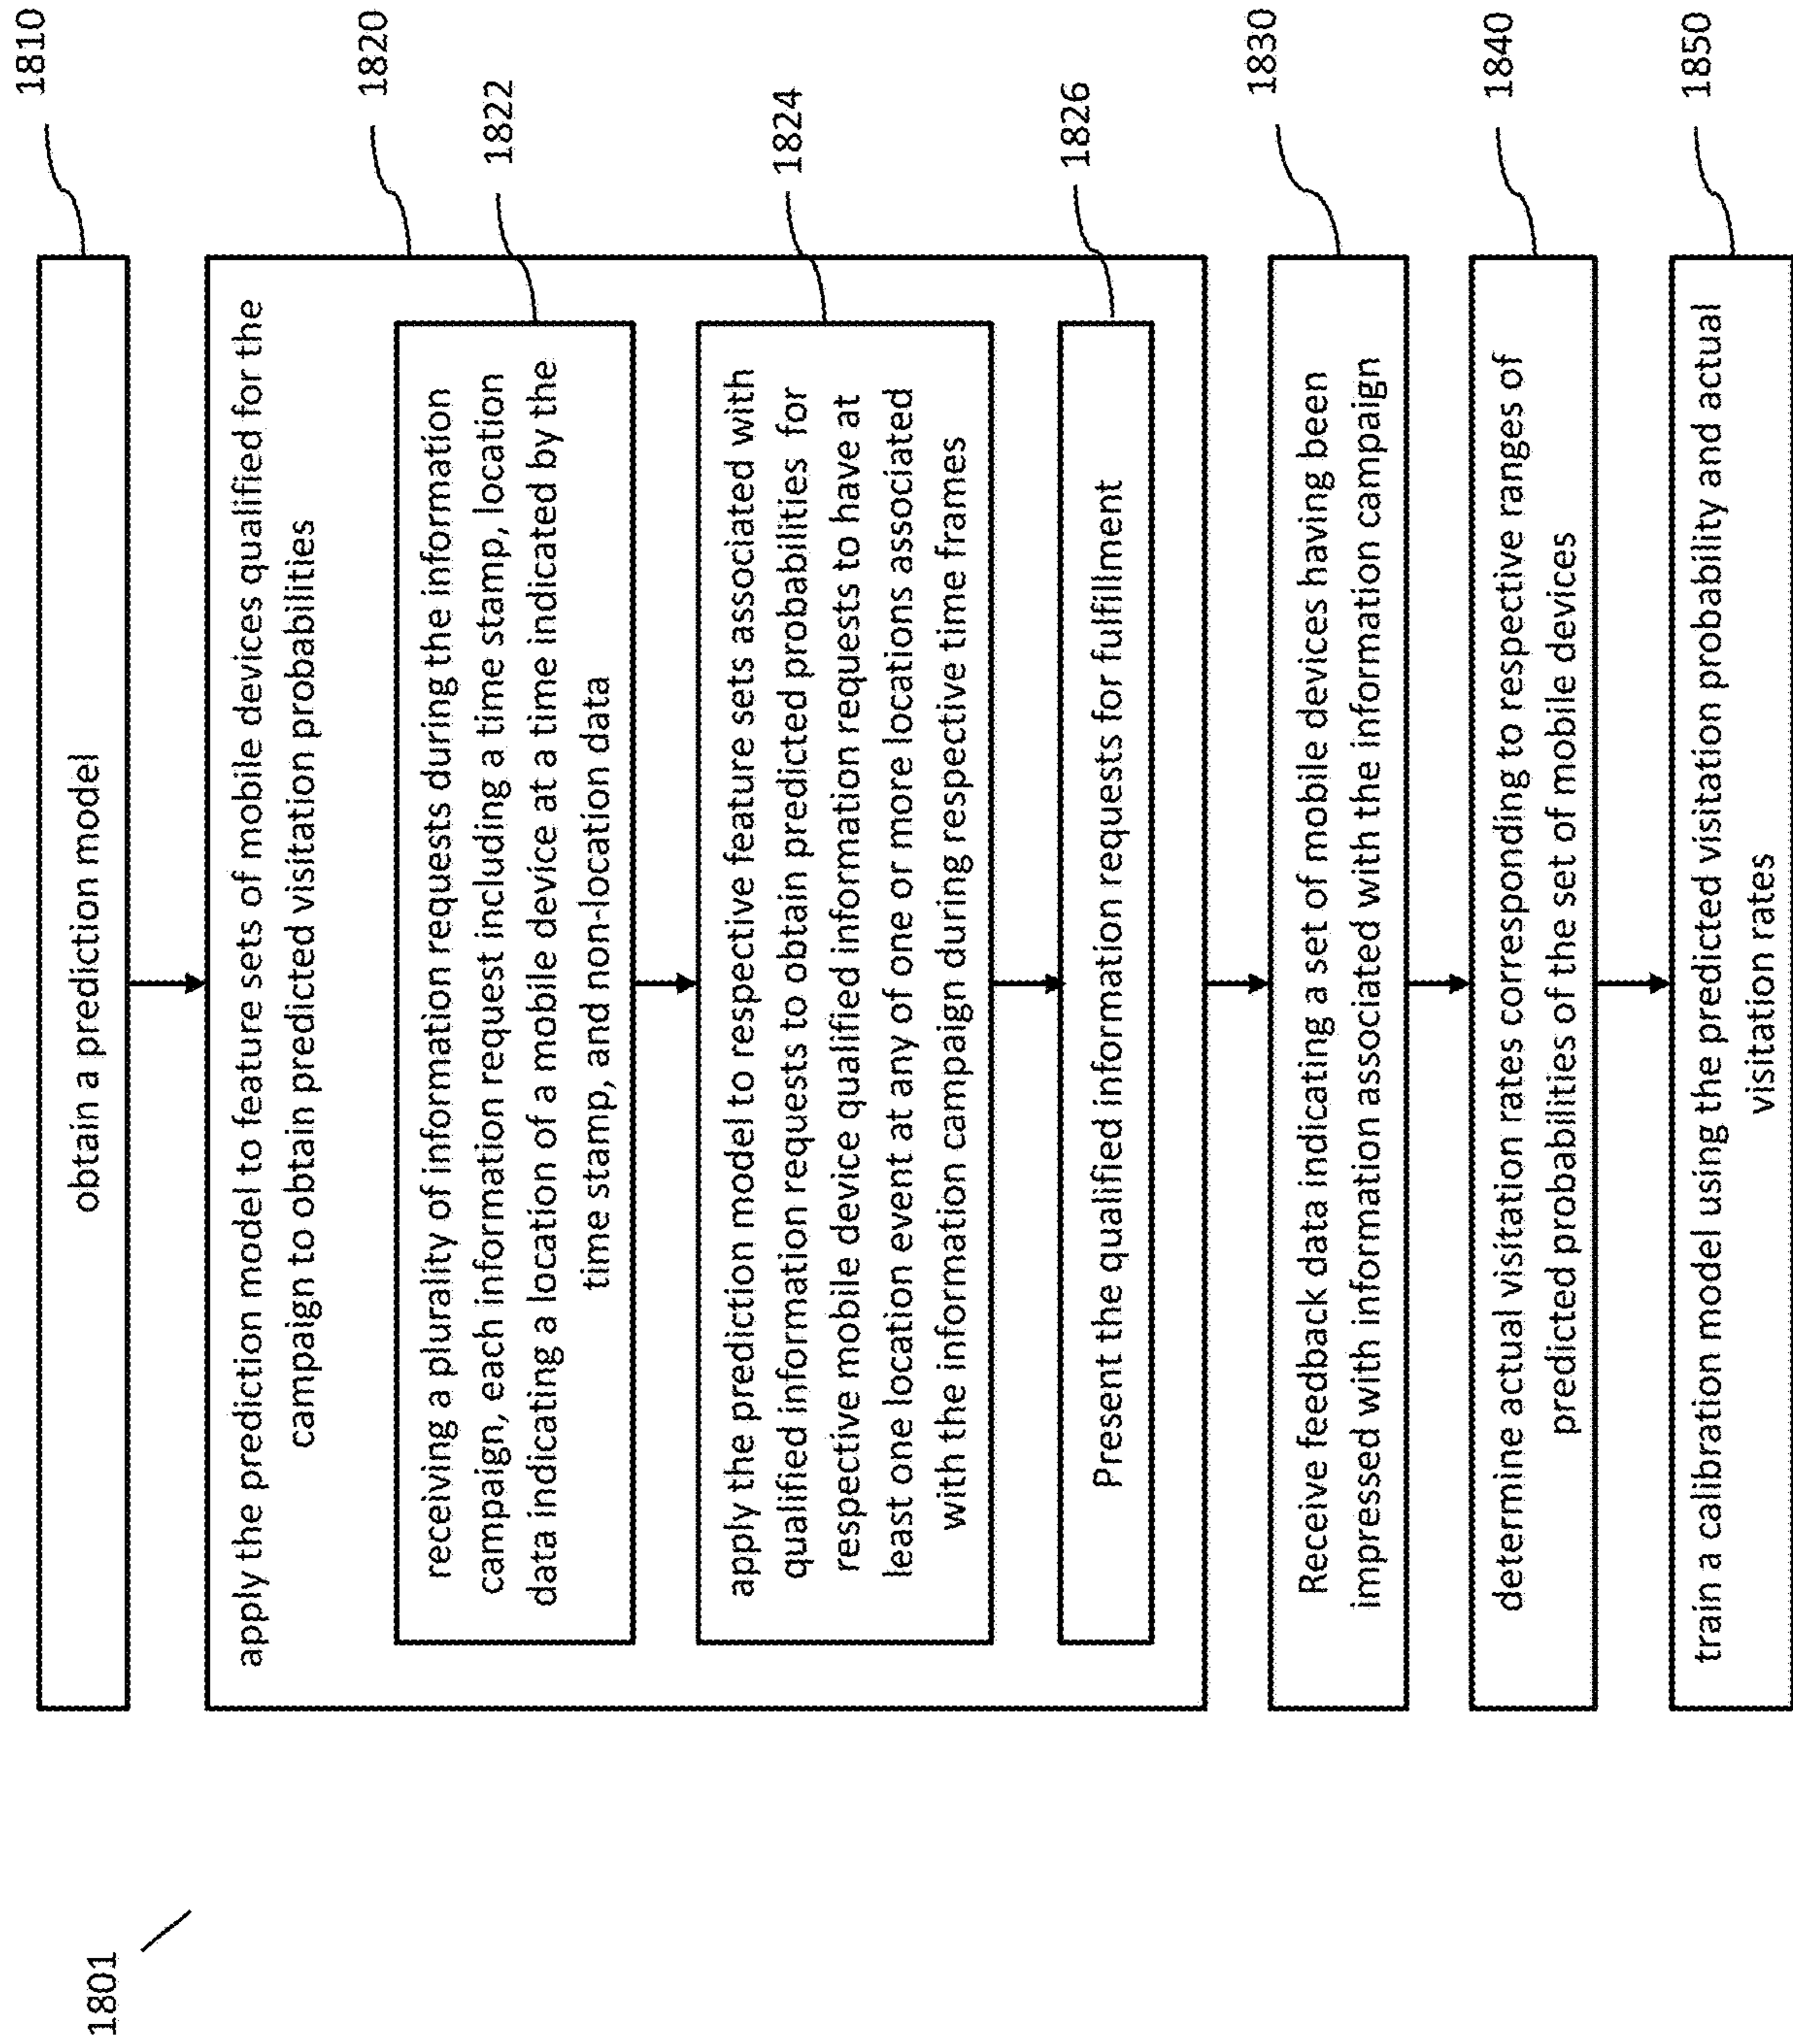 1801
obtain a prediction model
1810
apply the prediction model to feature sets of mobile devices qualified for the
campaign to obtain predicted visitation probabilities
1820
receiving a plurality of information requests during the information
campaign, each information request including a time stamp, location
data indicating a location of a mobile device at a time indicated by the
time stamp, and non-location data
1822
apply the prediction model to respective feature sets associated with
qualified information requests to obtain predicted probabilities for
respective mobile device qualified information requests to have at
least one location event at any of one or more locations associated
with the information campaign during respective time frames
1824
Present the qualified information requests for fulfillment
1826
Receive feedback data indicating a set of mobile devices having been
impressed with information associated with the information campaign
1830
determine actual visitation rates corresponding to respective ranges of
predicted probabilities of the set of mobile devices
1840
train a calibration model using the predicted visitation probability and actual
visitation rates
1850